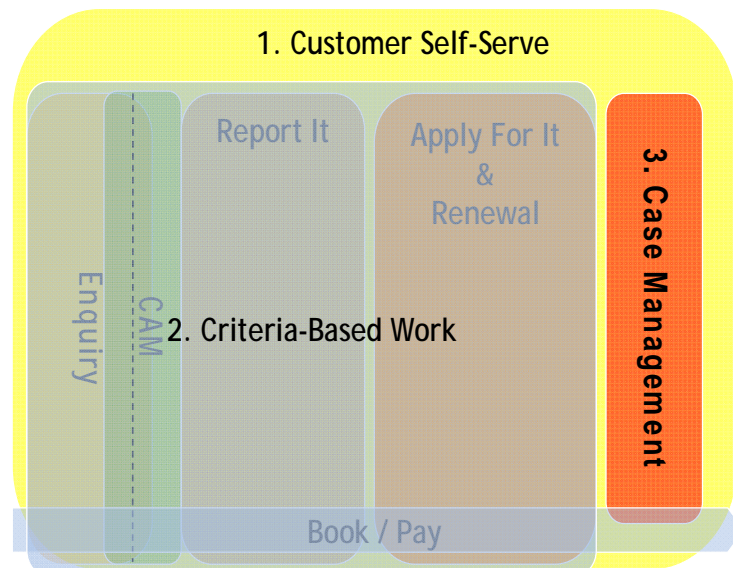 1. Customer Self-Serve
Report It
Apply For It
&
Renewal
Enquiry
CAM
2. Criteria-Based Work
3. Case Management
Book / Pay